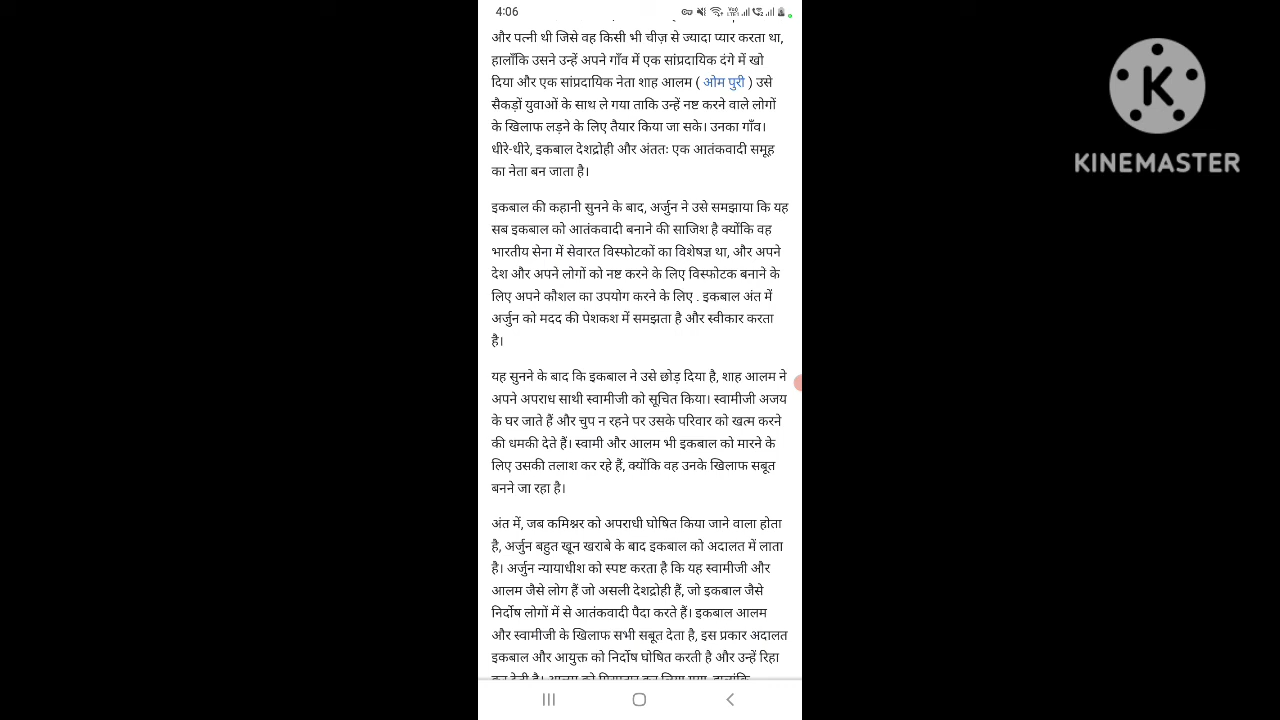 4:06
K
KINEMASTER
और पत्नी थी जिसे वह किसी भी चीज़ से ज्यादा प्यार करता था,
हालाँकि उसने उन्हें अपने गाँव में एक सांप्रदायिक दंगे में खो
दिया और एक सांप्रदायिक नेता शाह आलम ( ओम पुरी ) उसे
सैकड़ों युवाओं के साथ ले गया ताकि उन्हें नष्ट करने वाले लोगों
के खिलाफ लड़ने के लिए तैयार किया जा सके। उनका गाँव।
धीरे-धीरे, इकबाल देशद्रोही और अंततः एक आतंकवादी समूह
का नेता बन जाता है।
इकबाल की कहानी सुनने के बाद, अर्जुन ने उसे समझाया कि यह
सब इकबाल को आतंकवादी बनाने की साजिश है क्योंकि वह
भारतीय सेना में सेवारत विस्फोटकों का विशेषज्ञ था, और अपने
देश और अपने लोगों को नष्ट करने के लिए विस्फोटक बनाने के
लिए अपने कौशल का उपयोग करने के लिए . इकबाल अंत में
अर्जुन को मदद की पेशकश में समझता है और स्वीकार करता
है।
यह सुनने के बाद कि इकबाल ने उसे छोड़ दिया है, शाह आलम ने
अपने अपराध साथी स्वामीजी को सूचित किया। स्वामीजी अजय
के घर जाते हैं और चुप न रहने पर उसके परिवार को खत्म करने
की धमकी देते हैं। स्वामी और आलम भी इकबाल को मारने के
लिए उसकी तलाश कर रहे हैं, क्योंकि वह उनके खिलाफ सबूत
बनने जा रहा है।
अंत में, जब कमिश्नर को अपराधी घोषित किया जाने वाला होता
है, अर्जुन बहुत खून खराबे के बाद इकबाल को अदालत में लाता
है। अर्जुन न्यायाधीश को स्पष्ट करता है कि यह स्वामीजी और
आलम जैसे लोग हैं जो असली देशद्रोही हैं, जो इकबाल जैसे
निर्दोष लोगों में से आतंकवादी पैदा करते हैं। इकबाल आलम
और स्वामीजी के खिलाफ सभी सबूत देता है, इस प्रकार अदालत
इकबाल और आयुक्त को निर्दोष घोषित करती है और उन्हें रिहा